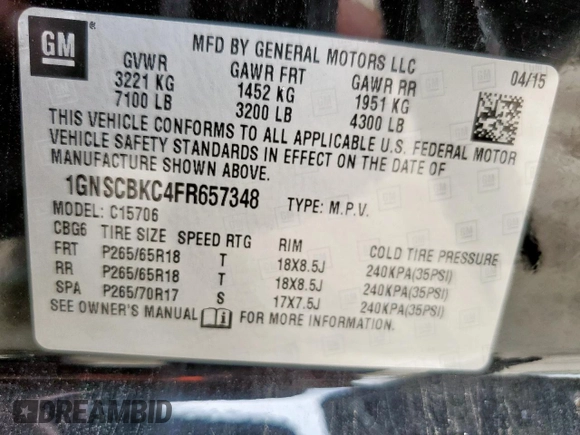 GM
MFD BY GENERAL MOTORS LLC
04/15
GVWR GAWR FRT GAWR RR
3221 KG 1452 KG 1951 KG
7100 LB 3200 LB 4300 LB
THIS VEHICLE CONFORMS TO ALL APPLICABLE U.S. FEDERAL MOTOR
VEHICLE SAFETY STANDARDS IN EFFECT ON THE DATE OF
MANUFACTURE SHOWN ABOVE.
1GNSCBKC4FR657348 TYPE: M.P.V.
MODEL: C15706
CBG6 TIRE SIZE SPEED RTG RIM COLD TIRE PRESSURE
FRT P265/65R18 T 18X8.5J 240KPA(35PSI)
RR P265/65R18 T 18X8.5J 240KPA(35PSI)
SPA P265/70R17 S 17X7.5J 240KPA(35PSI)
SEE OWNER'S MANUAL FOR MORE INFORMATION.
DREAMBID